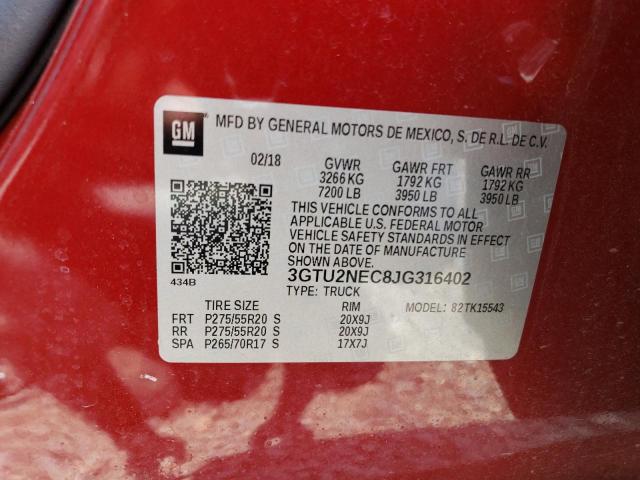 GM
MFD BY GENERAL MOTORS DE MEXICO, S. DE R.L. DE C.V.
02/18 GVWR GAWR FRT GAWR RR
3266 KG 1792 KG 1792 KG
7200 LB 3950 LB 3950 LB
THIS VEHICLE CONFORMS TO ALL
APPLICABLE U.S. FEDERAL MOTOR
VEHICLE SAFETY STANDARDS IN EFFECT
ON THE DATE OF MANUFACTURE
SHOWN ABOVE.
434B 3GTU2NEC8JG316402
TYPE: TRUCK
TIRE SIZE RIM MODEL: 82TK15543
FRT P275/55R20 S 20X9J
RR P275/55R20 S 20X9J
SPA P265/70R17 S 17X7J